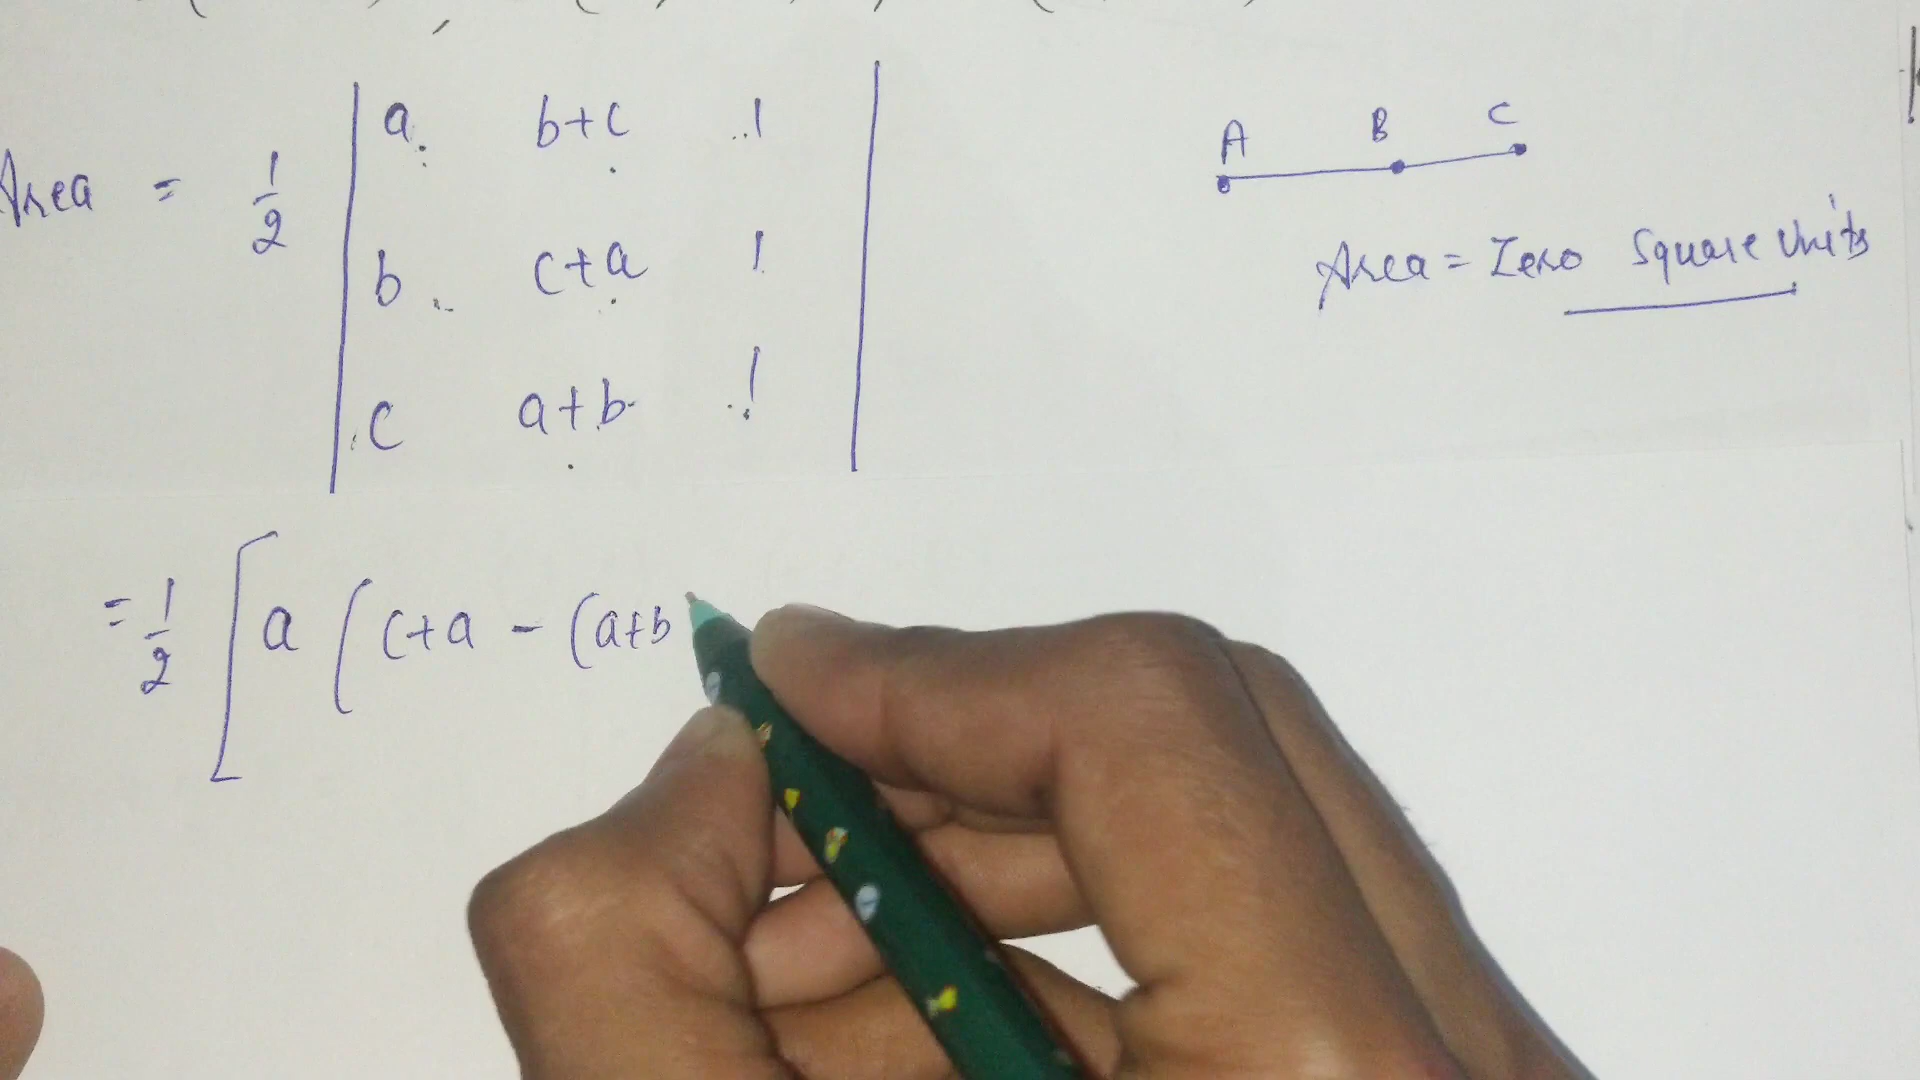 Area = 1/2 | a b+c 1 |
| b c+a 1 |
| c a+b 1 |
A B C
Area = Zero Square Units
= 1/2 [ a ( c+a - (a+b